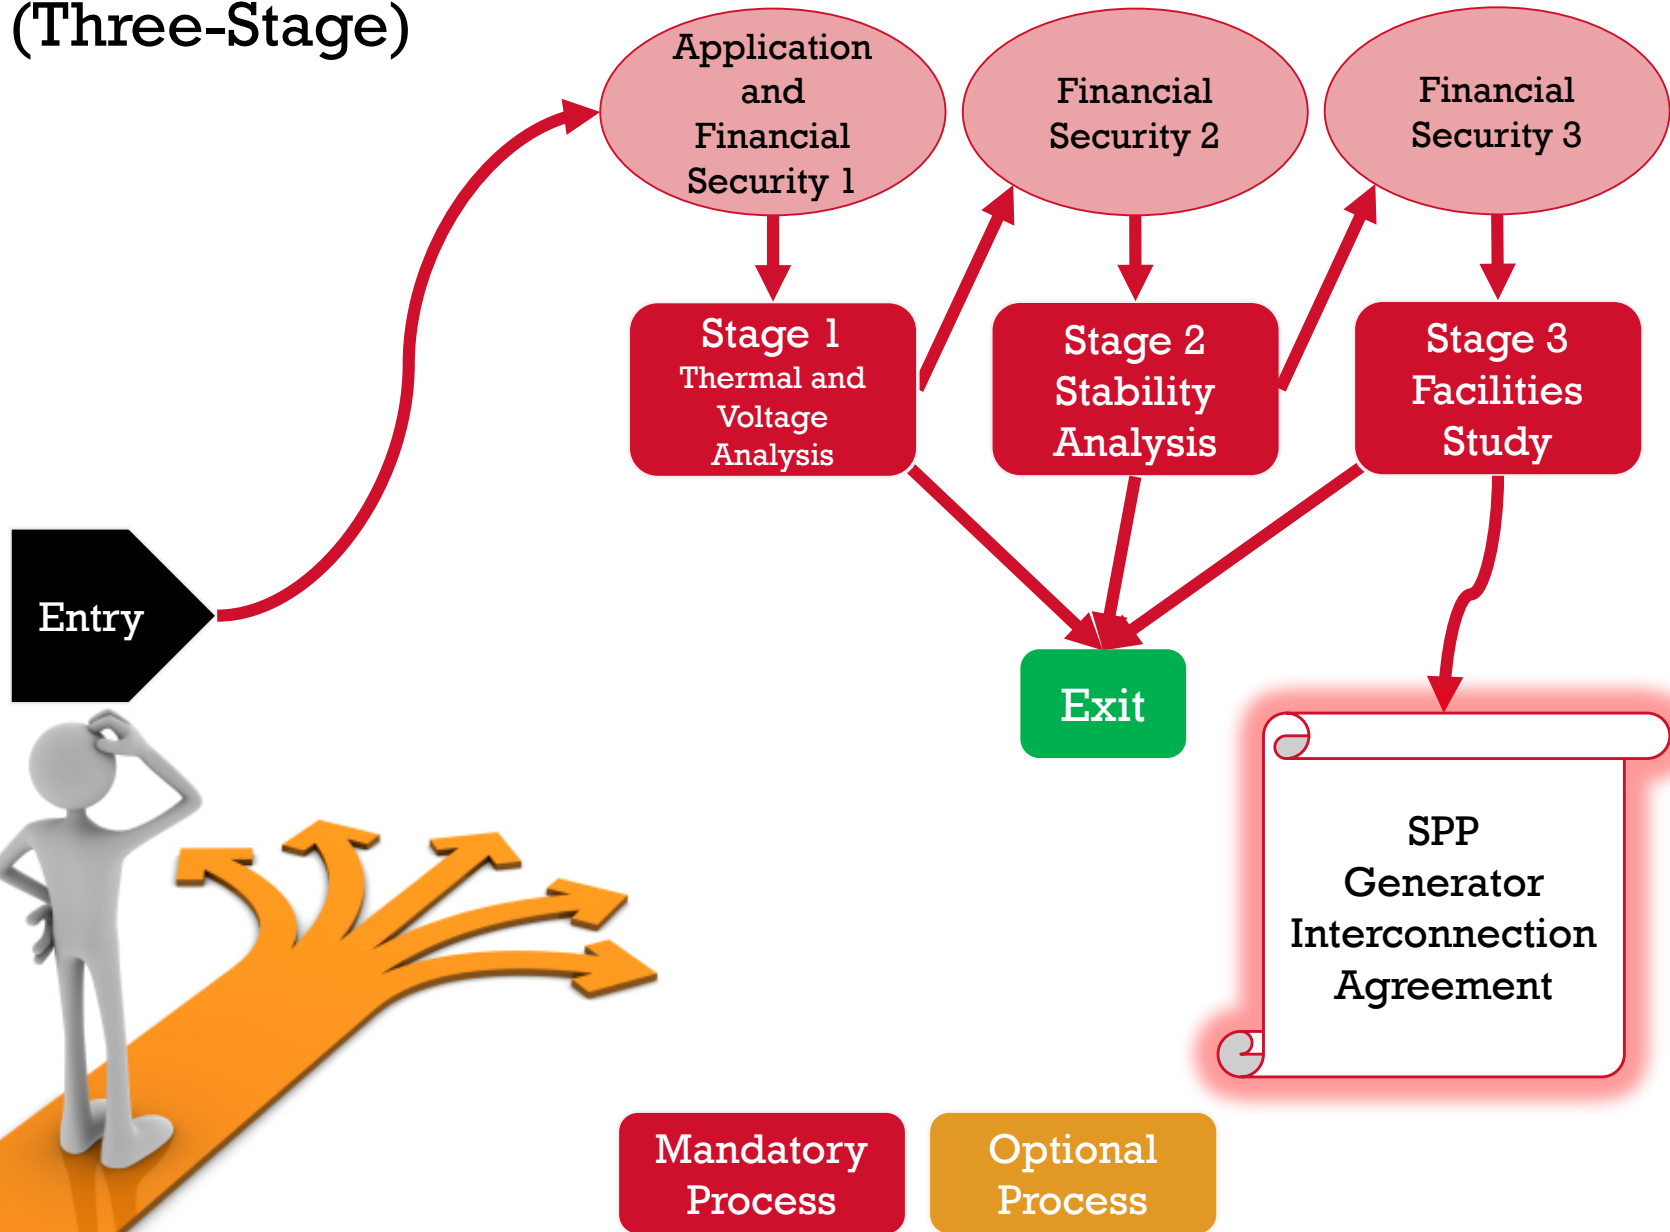 (Three-Stage)
Application
and
Financial
Security 1
Financial
Security 2
Financial
Security 3
Stage 1
Thermal and
Voltage
Analysis
Stage 2
Stability
Analysis
Stage 3
Facilities
Study
Entry
Exit
SPP
Generator
Interconnection
Agreement
Mandatory
Process
Optional
Process